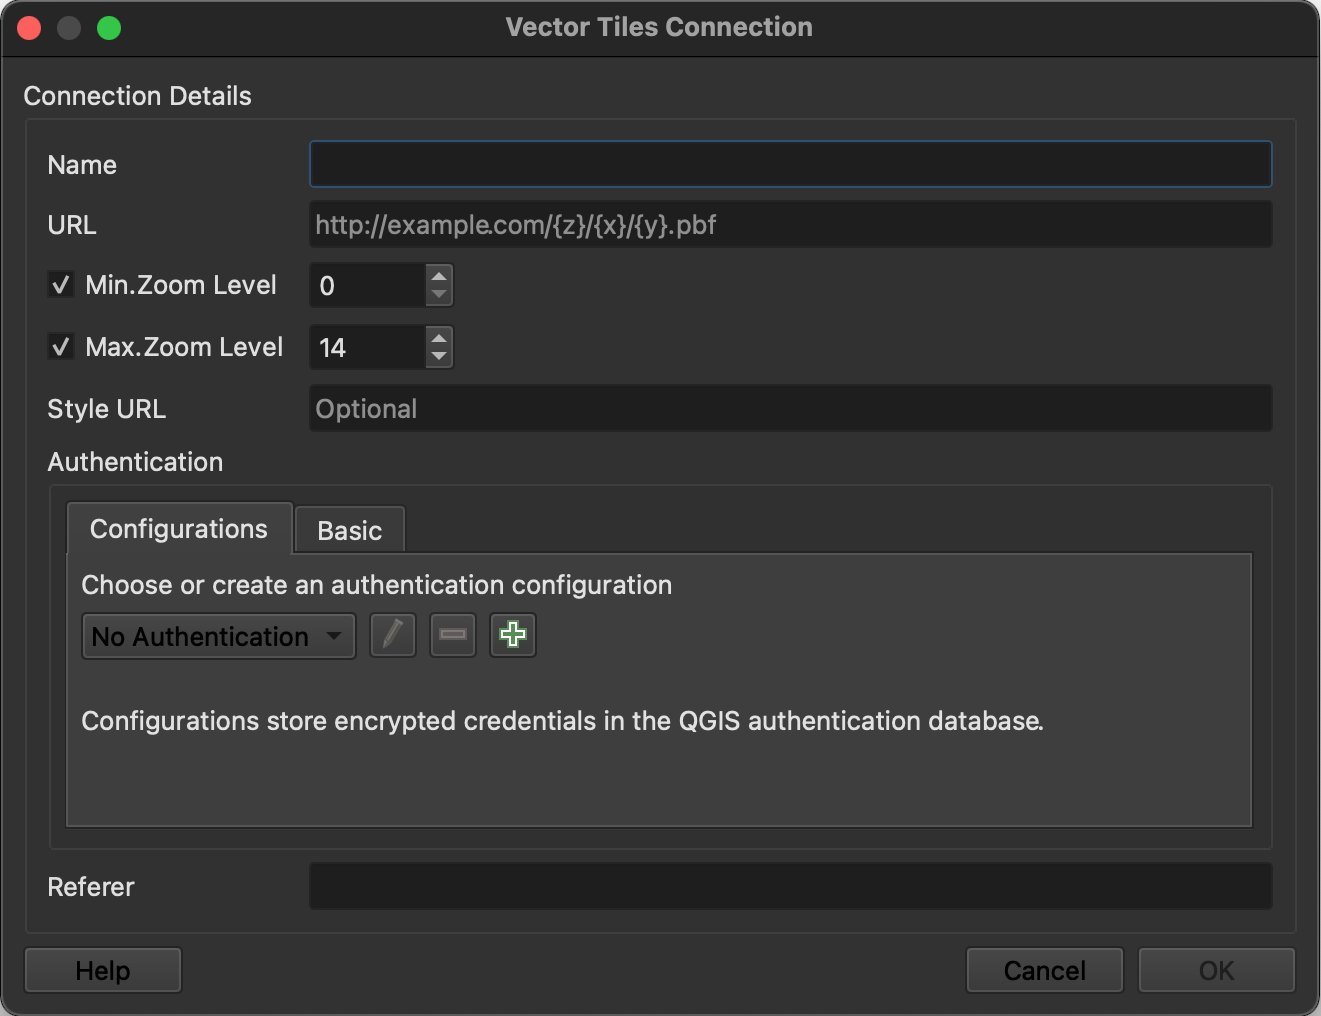 Vector Tiles Connection
Connection Details
Name
URL http://example.com/{z}/{x}/{y}.pbf
Min.Zoom Level 0
Max.Zoom Level 14
Style URL Optional
Authentication
Configurations Basic
Choose or create an authentication configuration
No Authentication
Configurations store encrypted credentials in the QGIS authentication database.
Referer
Help Cancel OK